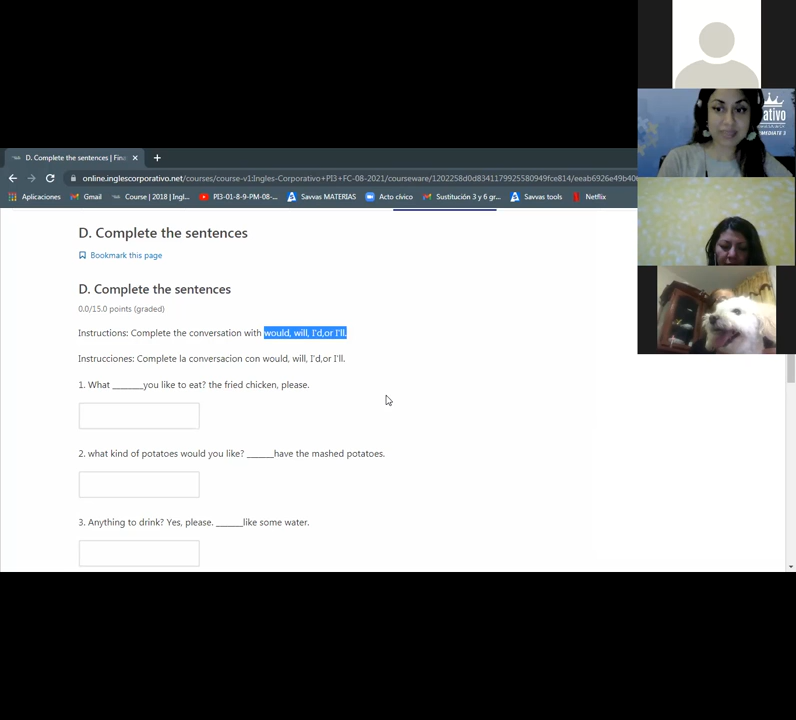 D. Complete the sentences | Fina
online.inglescorporativo.net/courses/course-v1:Ingles-Corporativo+PI3+FC-08-2021/courseware/1202258d0d8341179925580949fce814/eeab6926e49b406
Aplicaciones
Gmail
Course | 2018 | Ingl...
PI3-01-8-9-PM-08-...
Savvas MATERIAS
Acto cívico
Sustitución 3 y 6 gr...
Savvas tools
Netflix
ativo
MEDIATE 3
D. Complete the sentences
Bookmark this page
D. Complete the sentences
0.0/15.0 points (graded)
Instructions: Complete the conversation with would, will, I'd,or I'll.
Instrucciones: Complete la conversacion con would, will, I'd,or I'll.
1. What _______you like to eat? the fried chicken, please.
2. what kind of potatoes would you like? ______have the mashed potatoes.
3. Anything to drink? Yes, please. ______like some water.